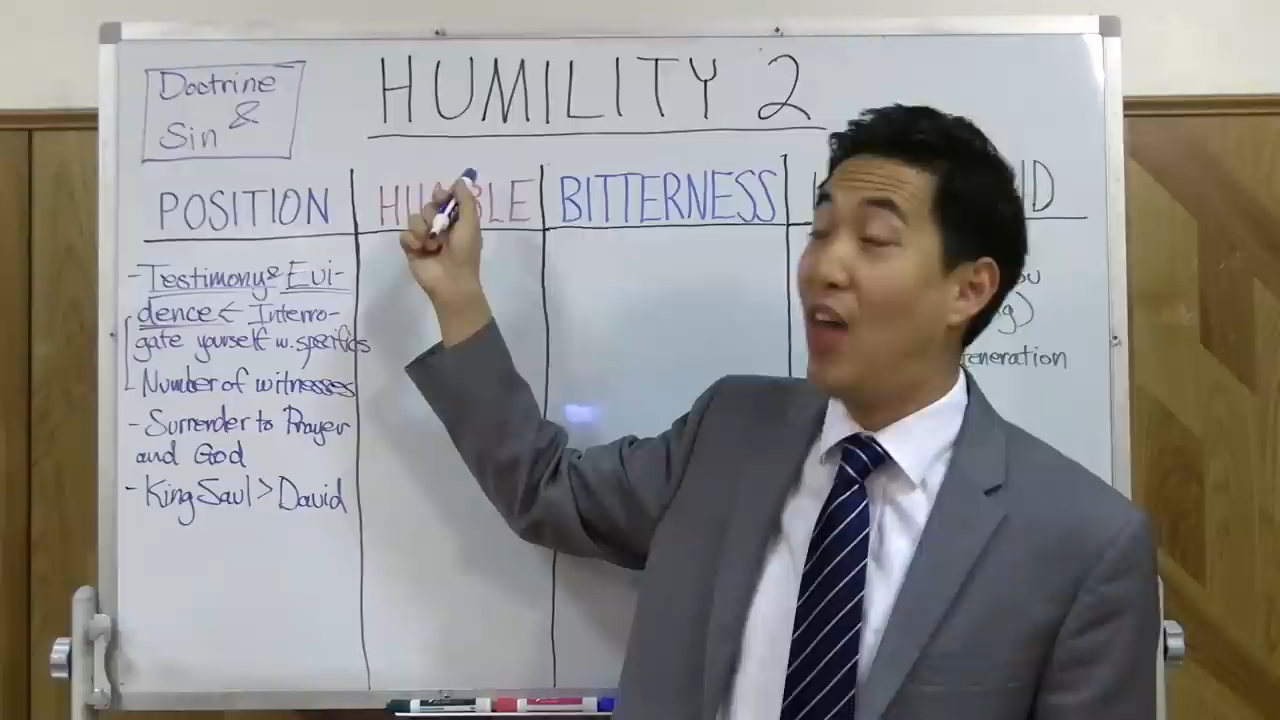 Doctrine
&
Sin
HUMILITY 2
POSITION
HUMBLE
BITTERNESS
-Testimony & Evi-
dence < Interro-
gate yourself w. specifics
Number of witnesses
-Surrender to Prayer
and God
-King Saul > David